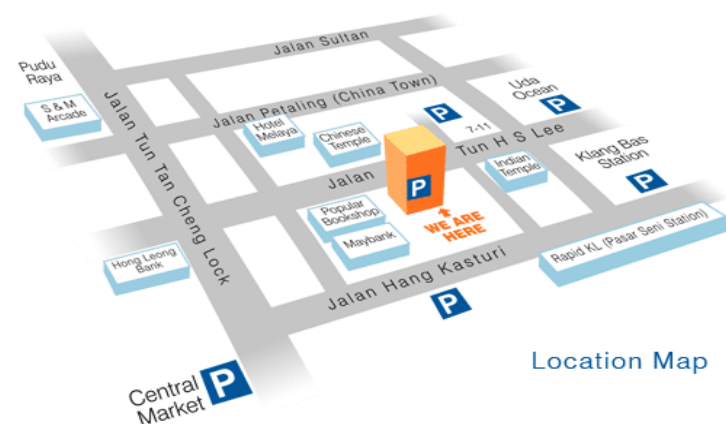 Jalan Sultan
Pudu
Raya
S & M
Arcade
Jalan Petaling (China Town)
Uda
Ocean
P
P
7-11
Hotel
Melaya
Chinese
Temple
Jalan Tun H S Lee
Klang Bas
Station
P
Indian
Temple
P
Jalan Tun Tan Cheng Lock
Popular
Bookshop
WE ARE
HERE
Maybank
Rapid KL (Pasar Seni Station)
Hong Leong
Bank
Jalan Hang Kasturi
P
Location Map
Central
Market
P